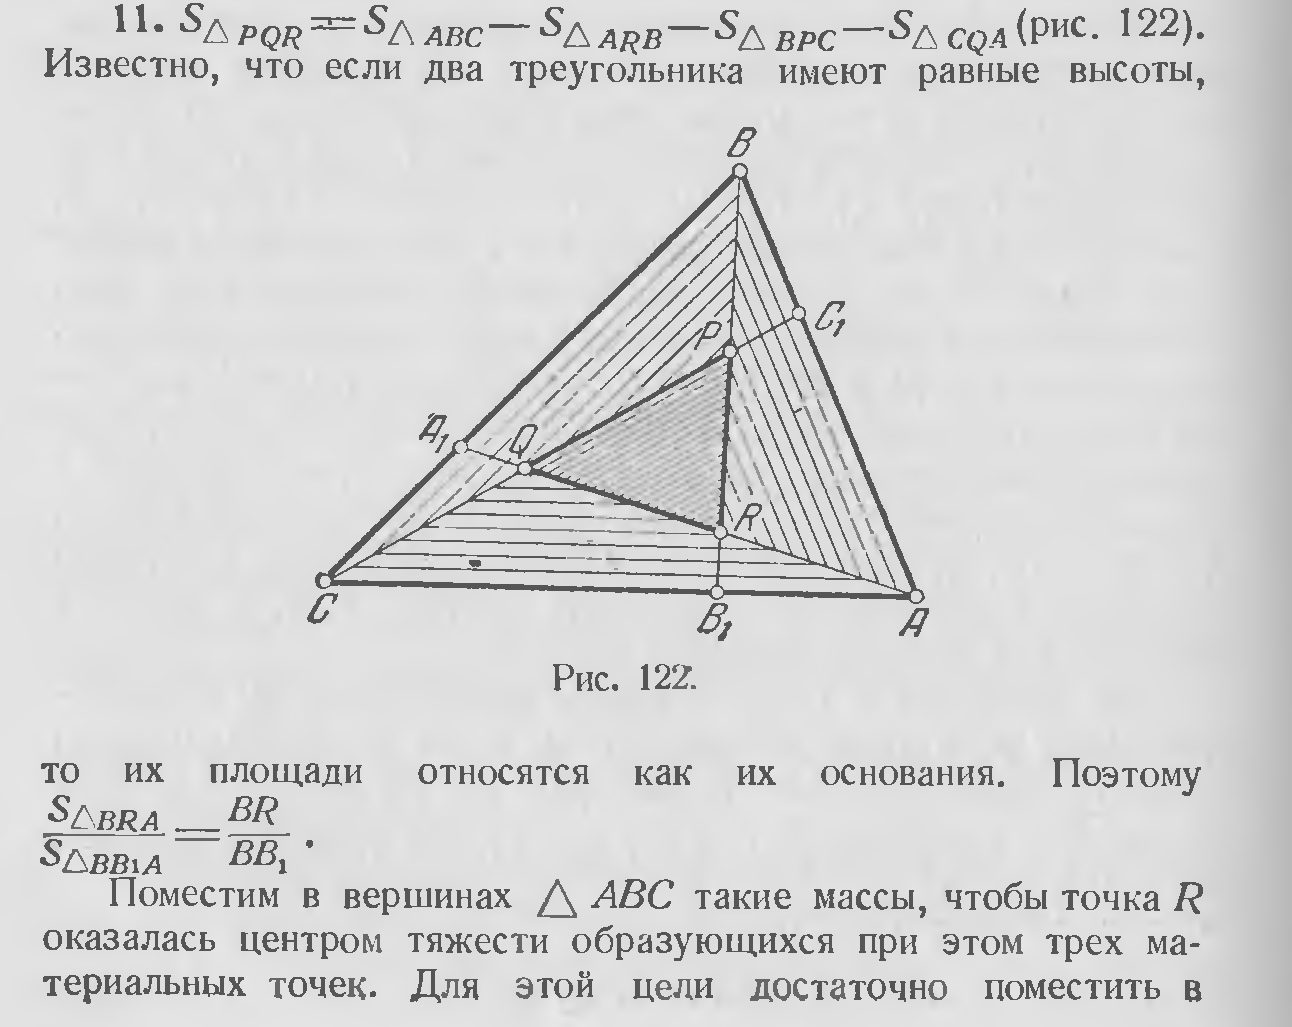 11. S△ PQR = S△ ABC — S△ ARB — S△ BPC — S△ CQA (рис. 122).
Известно, что если два треугольника имеют равные высоты,
B
C₁
P
A₁
Q
R
C
B₁
A
Рис. 122.
то их площади относятся как их основания. Поэтому
S△BRA / S△BB₁A = BR / BB₁ .
Поместим в вершинах △ ABC такие массы, чтобы точка R
оказалась центром тяжести образующихся при этом трех ма-
териальных точек. Для этой цели достаточно поместить в